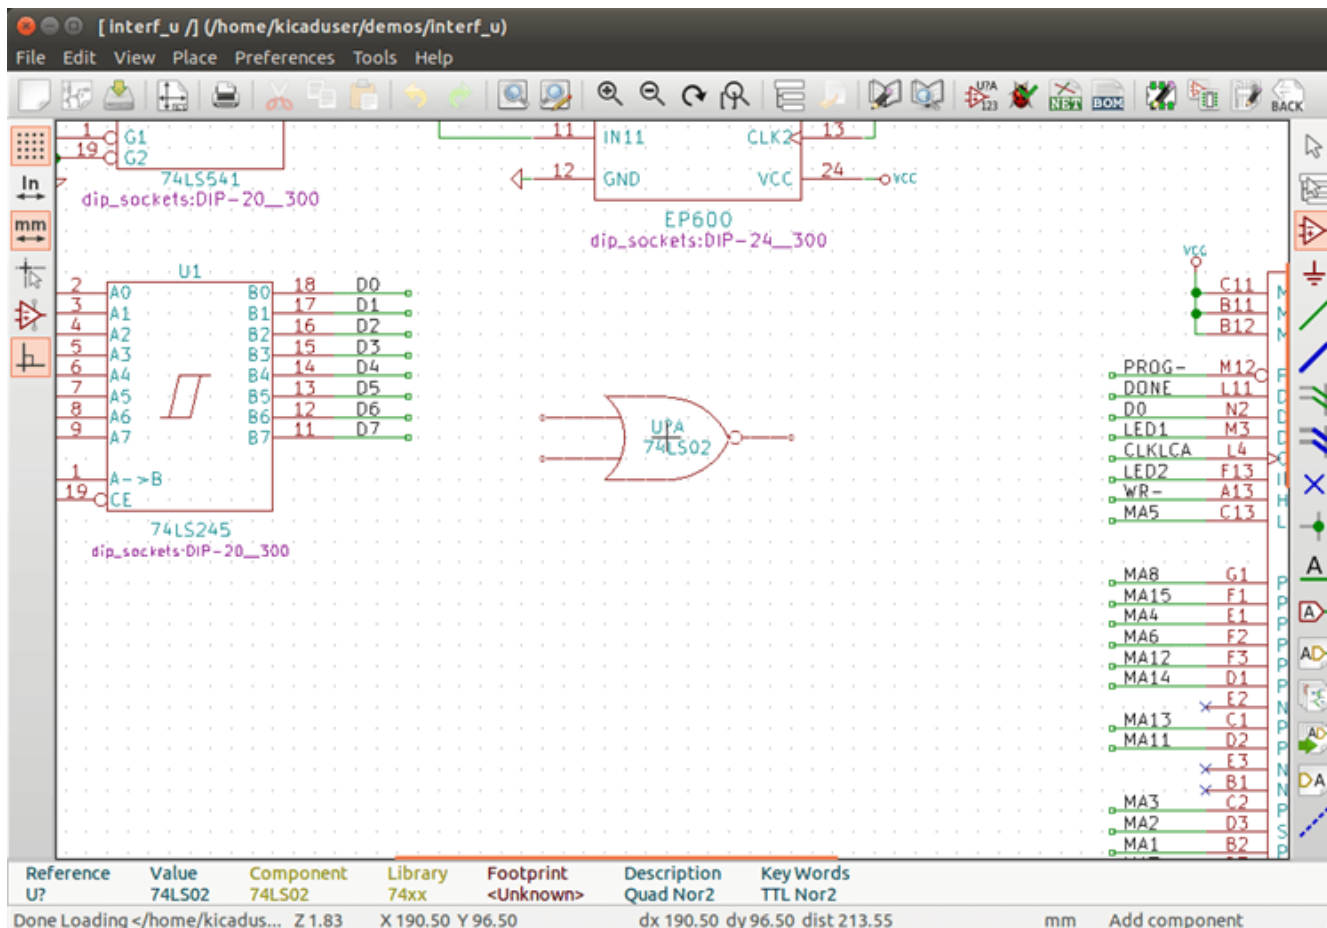 [ interf_u /] (/home/kicaduser/demos/interf_u)
File Edit View Place Preferences Tools Help
U?A
123
NET
BOM
BACK
In
mm
1 G1
19 G2
74LS541
dip_sockets:DIP-20__300
11 IN11 CLK2 13
12 GND VCC 24 VCC
EP600
dip_sockets:DIP-24__300
U1
2 A0 B0 18 D0
3 A1 B1 17 D1
4 A2 B2 16 D2
5 A3 B3 15 D3
6 A4 B4 14 D4
7 A5 B5 13 D5
8 A6 B6 12 D6
9 A7 B7 11 D7
1 A->B
19 CE
74LS245
dip_sockets:DIP-20__300
74LS02
VCC
C11 M
B11 M
B12 M
PROG- M12 P
DONE L11 D
D0 N2 D
LED1 M3 D
CLKLCA L4
LED2 F13 I
WR- A13 H
MA5 C13 L
MA8 G1 P
MA15 F1 P
MA4 E1 P
MA6 F2 P
MA12 F3 P
MA14 D1 P
E2 N
MA13 C1 P
MA11 D2 P
E3 N
B1 N
MA3 C2 P
MA2 D3 S
MA1 B2 P
A
A
AD
AD
DA
Reference Value Component Library Footprint Description Key Words
U? 74LS02 74LS02 74xx <Unknown> Quad Nor2 TTL Nor2
Done Loading </home/kicadus... Z 1.83 X 190.50 Y 96.50 dx 190.50 dy 96.50 dist 213.55 mm Add component